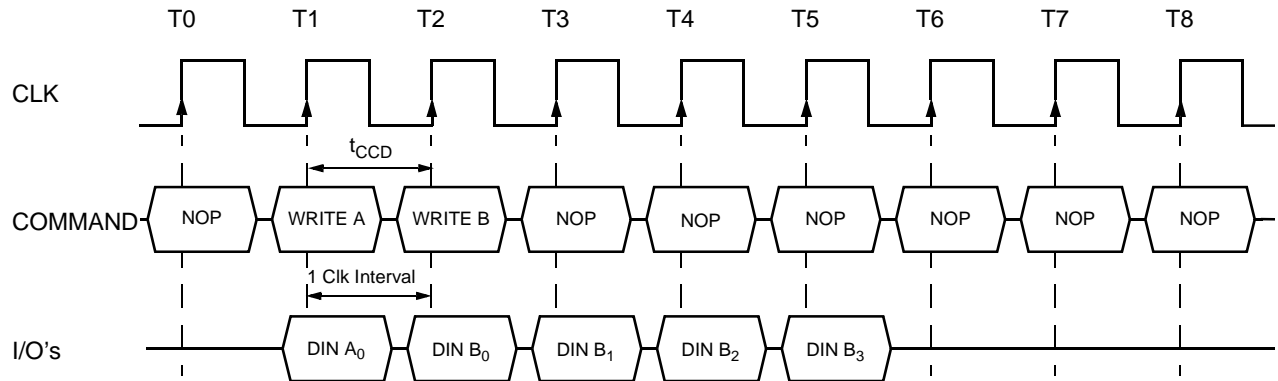 T0 T1 T2 T3 T4 T5 T6 T7 T8
CLK
tCCD
COMMAND NOP WRITE A WRITE B NOP NOP NOP NOP NOP NOP
1 Clk Interval
I/O's DIN A0 DIN B0 DIN B1 DIN B2 DIN B3